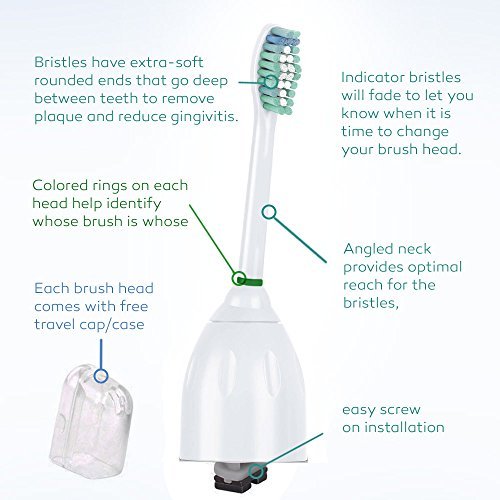 Bristles have extra-soft
rounded ends that go deep
between teeth to remove
plaque and reduce gingivitis.
Indicator bristles
will fade to let you
know when it is
time to change
your brush head.
Colored rings on each
head help identify
whose brush is whose
Angled neck
provides optimal
reach for the
bristles,
Each brush head
comes with free
travel cap/case
easy screw
on installation